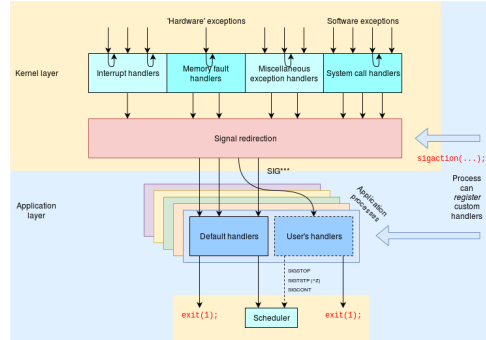 'Hardware' exceptions
Software exceptions
Kernel layer
Interrupt handlers
Memory fault
handlers
Miscellaneous
exception handlers
System call handlers
Signal redirection
sigaction(...);
SIG***
Process
can
register
custom
handlers
Application
layer
Application
processes
Default handlers
User's handlers
SIGSTOP
SIGTSTP (^Z)
SIGCONT
exit(1);
Scheduler
exit(1);